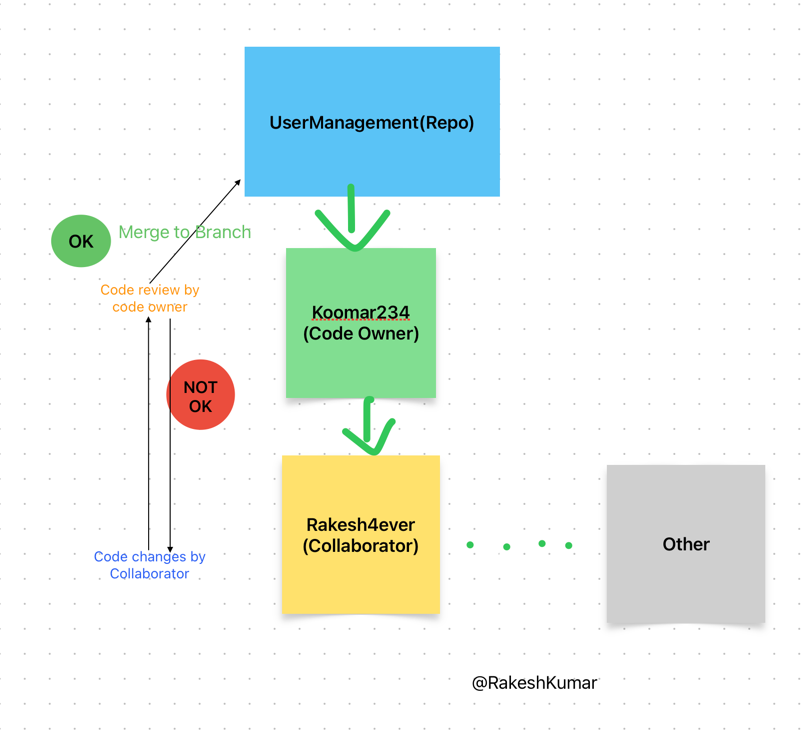 UserManagement(Repo)
OK
Merge to Branch
Code review by
code owner
Koomar234
(Code Owner)
NOT
OK
Rakesh4ever
(Collaborator)
Other
Code changes by
Collaborator
@RakeshKumar